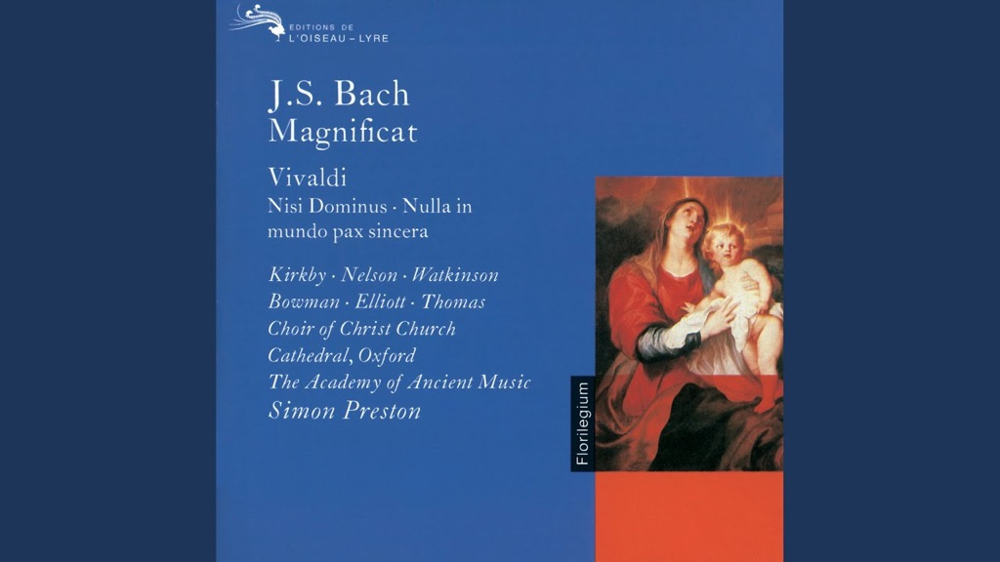 EDITIONS DE
L'OISEAU-LYRE
J.S. Bach
Magnificat
Vivaldi
Nisi Dominus · Nulla in
mundo pax sincera
Kirkby · Nelson · Watkinson
Bowman · Elliott · Thomas
Choir of Christ Church
Cathedral, Oxford
The Academy of Ancient Music
Simon Preston
Florilegium